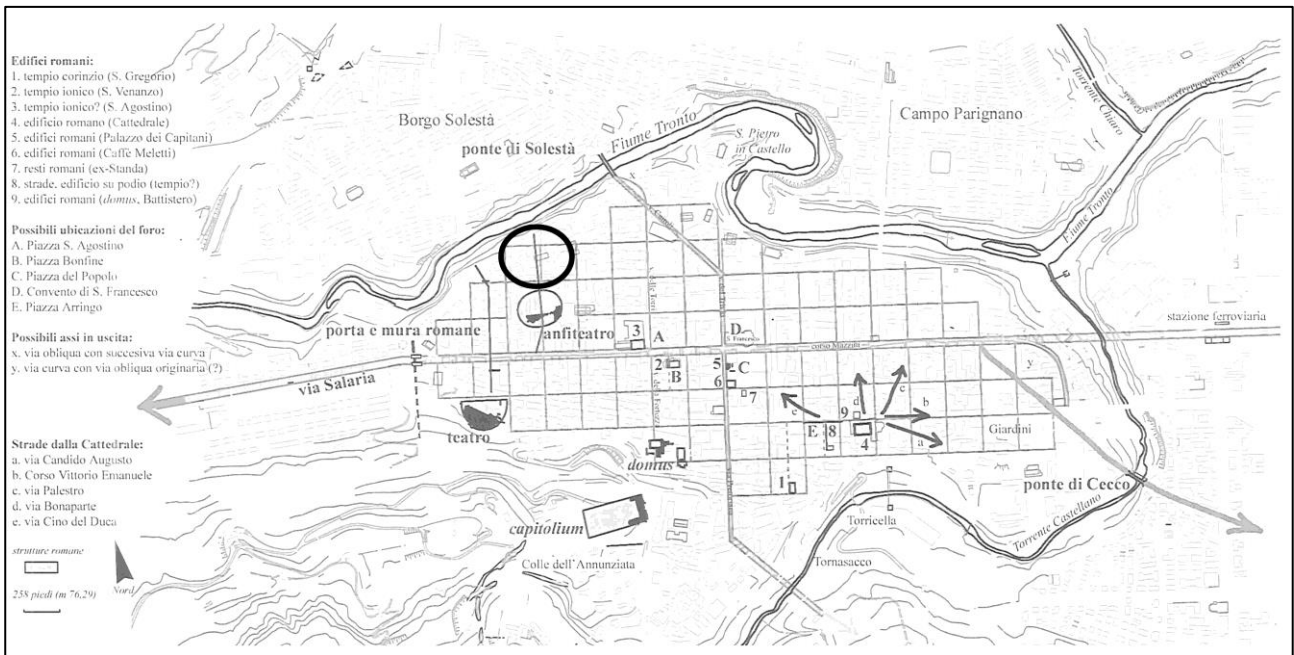 Edifici romani:
1. tempio corinzio (S. Gregorio)
2. tempio ionico (S. Venanzo)
3. tempio ionico? (S. Agostino)
4. edificio romano (Cattedrale)
5. edifici romani (Palazzo dei Capitani)
6. edifici romani (Caffè Meletti)
7. resti romani (ex-Standa)
8. strade, edificio su podio (tempio?)
9. edifici romani (domus, Battistero)
Possibili ubicazioni del foro:
A. Piazza S. Agostino
B. Piazza Bonfine
C. Piazza del Popolo
D. Convento di S. Francesco
E. Piazza Arringo
Possibili assi in uscita:
x. via obliqua con succesiva via curva
y. via curva con via obliqua originaria (?)
Strade dalla Cattedrale:
a. via Candido Augusto
b. Corso Vittorio Emanuele
c. via Palestro
d. via Bonaparte
e. via Cino del Duca
strutture romane
258 piedi (m 76,29)
Nord
Borgo Solestà
ponte di Solestà
Fiume Tronto
S. Pietro
in Castello
Campo Parignano
Torrente Chiaro
Fiume Tronto
stazione ferroviaria
x
porta e mura romane
anfiteatro
3
A
D
S. Francesco
corso Mazzini
via Salaria
2
B
5
C
6
7
y
teatro
domus
e
d
c
b
a
9
E
8
4
Giardini
1
ponte di Cecco
capitolium
Colle dell'Annunziata
Torricella
Tornasacco
Torrente Castellano